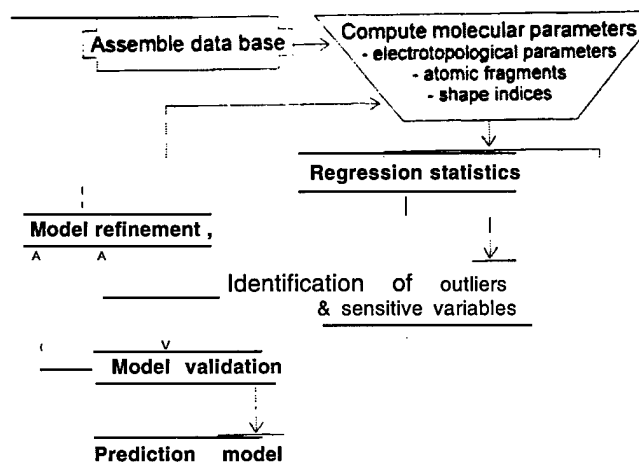 Assemble data base
Compute molecular parameters
- electrotopological parameters
- atomic fragments
- shape indices
Regression statistics
Model refinement ,
Identification of outliers
& sensitive variables
Model validation
Prediction model